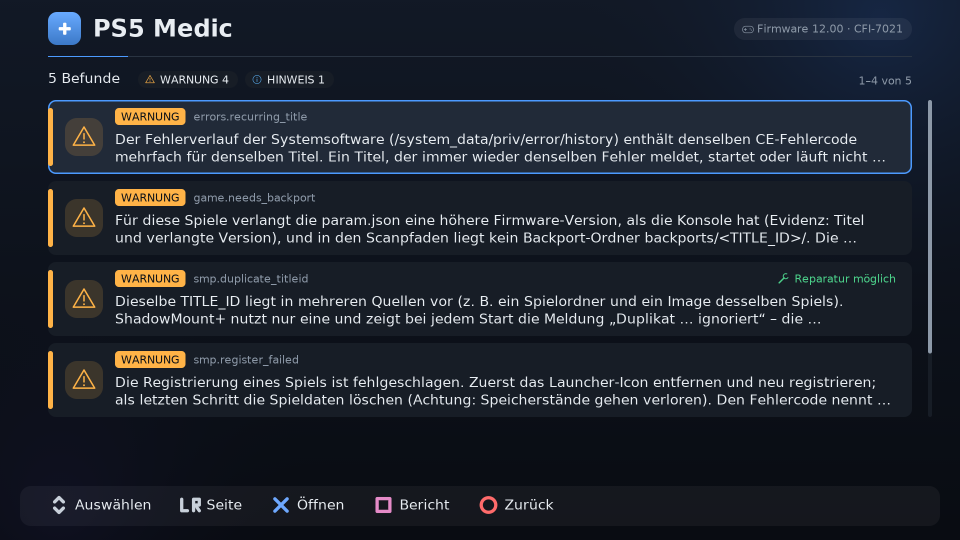 PS5 Medic
Firmware 12.00 · CFI-7021
5 Befunde
WARNUNG 4
HINWEIS 1
1–4 von 5
WARNUNG errors.recurring_title
Der Fehlerverlauf der Systemsoftware (/system_data/priv/error/history) enthält denselben CE-Fehlercode
mehrfach für denselben Titel. Ein Titel, der immer wieder denselben Fehler meldet, startet oder läuft nicht ...
WARNUNG game.needs_backport
Für diese Spiele verlangt die param.json eine höhere Firmware-Version, als die Konsole hat (Evidenz: Titel
und verlangte Version), und in den Scanpfaden liegt kein Backport-Ordner backports/<TITLE_ID>/. Die ...
WARNUNG smp.duplicate_titleid
Reparatur möglich
Dieselbe TITLE_ID liegt in mehreren Quellen vor (z. B. ein Spielordner und ein Image desselben Spiels).
ShadowMount+ nutzt nur eine und zeigt bei jedem Start die Meldung „Duplikat ... ignoriert“ – die ...
WARNUNG smp.register_failed
Die Registrierung eines Spiels ist fehlgeschlagen. Zuerst das Launcher-Icon entfernen und neu registrieren;
als letzten Schritt die Spieldaten löschen (Achtung: Speicherstände gehen verloren). Den Fehlercode nennt ...
Auswählen
LR Seite
Öffnen
Bericht
Zurück